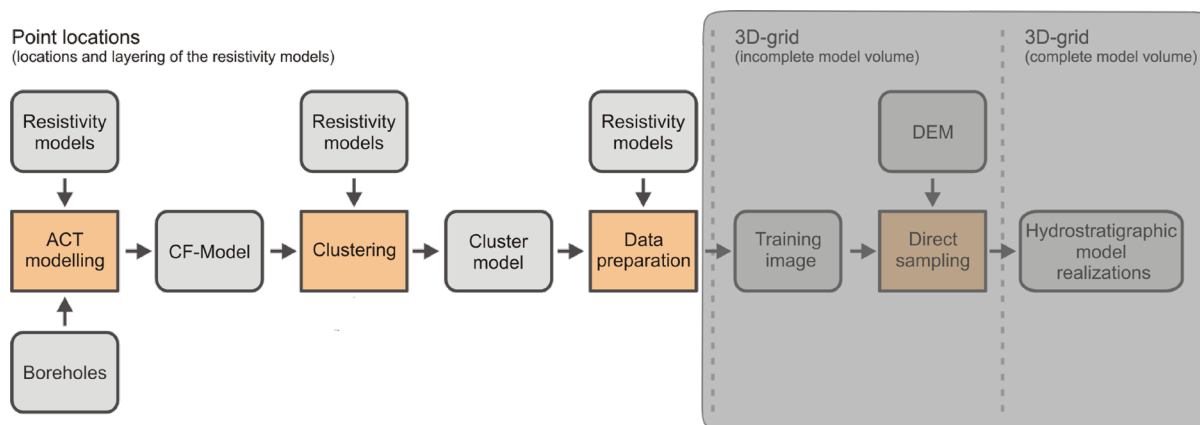 Point locations
(locations and layering of the resistivity models)
3D-grid
(incomplete model volume)
3D-grid
(complete model volume)
Resistivity
models
Resistivity
models
Resistivity
models
DEM
ACT
modelling
CF-Model
Clustering
Cluster
model
Data
preparation
Training
image
Direct
sampling
Hydrostratigraphic
model
realizations
Boreholes